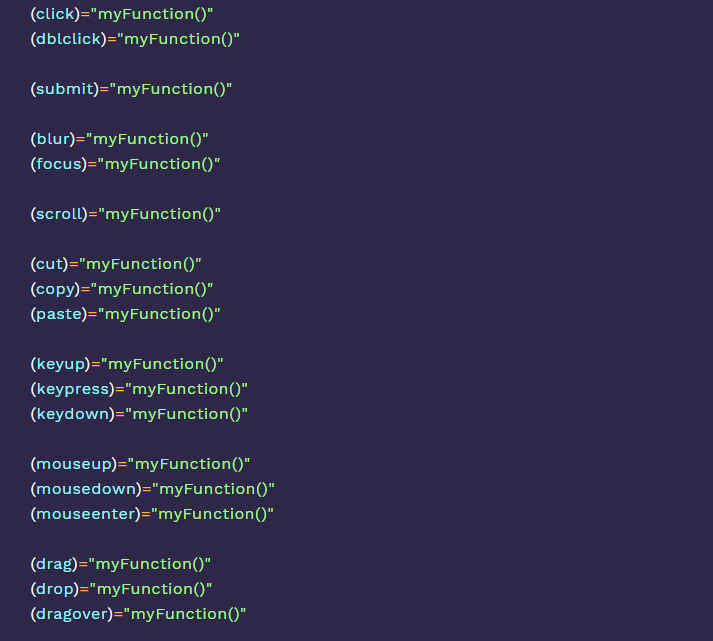 (click)="myFunction()"
(dblclick)="myFunction()"
(submit)="myFunction()"
(blur)="myFunction()"
(focus)="myFunction()"
(scroll)="myFunction()"
(cut)="myFunction()"
(copy)="myFunction()"
(paste)="myFunction()"
(keyup)="myFunction()"
(keypress)="myFunction()"
(keydown)="myFunction()"
(mouseup)="myFunction()"
(mousedown)="myFunction()"
(mouseenter)="myFunction()"
(drag)="myFunction()"
(drop)="myFunction()"
(dragover)="myFunction()"